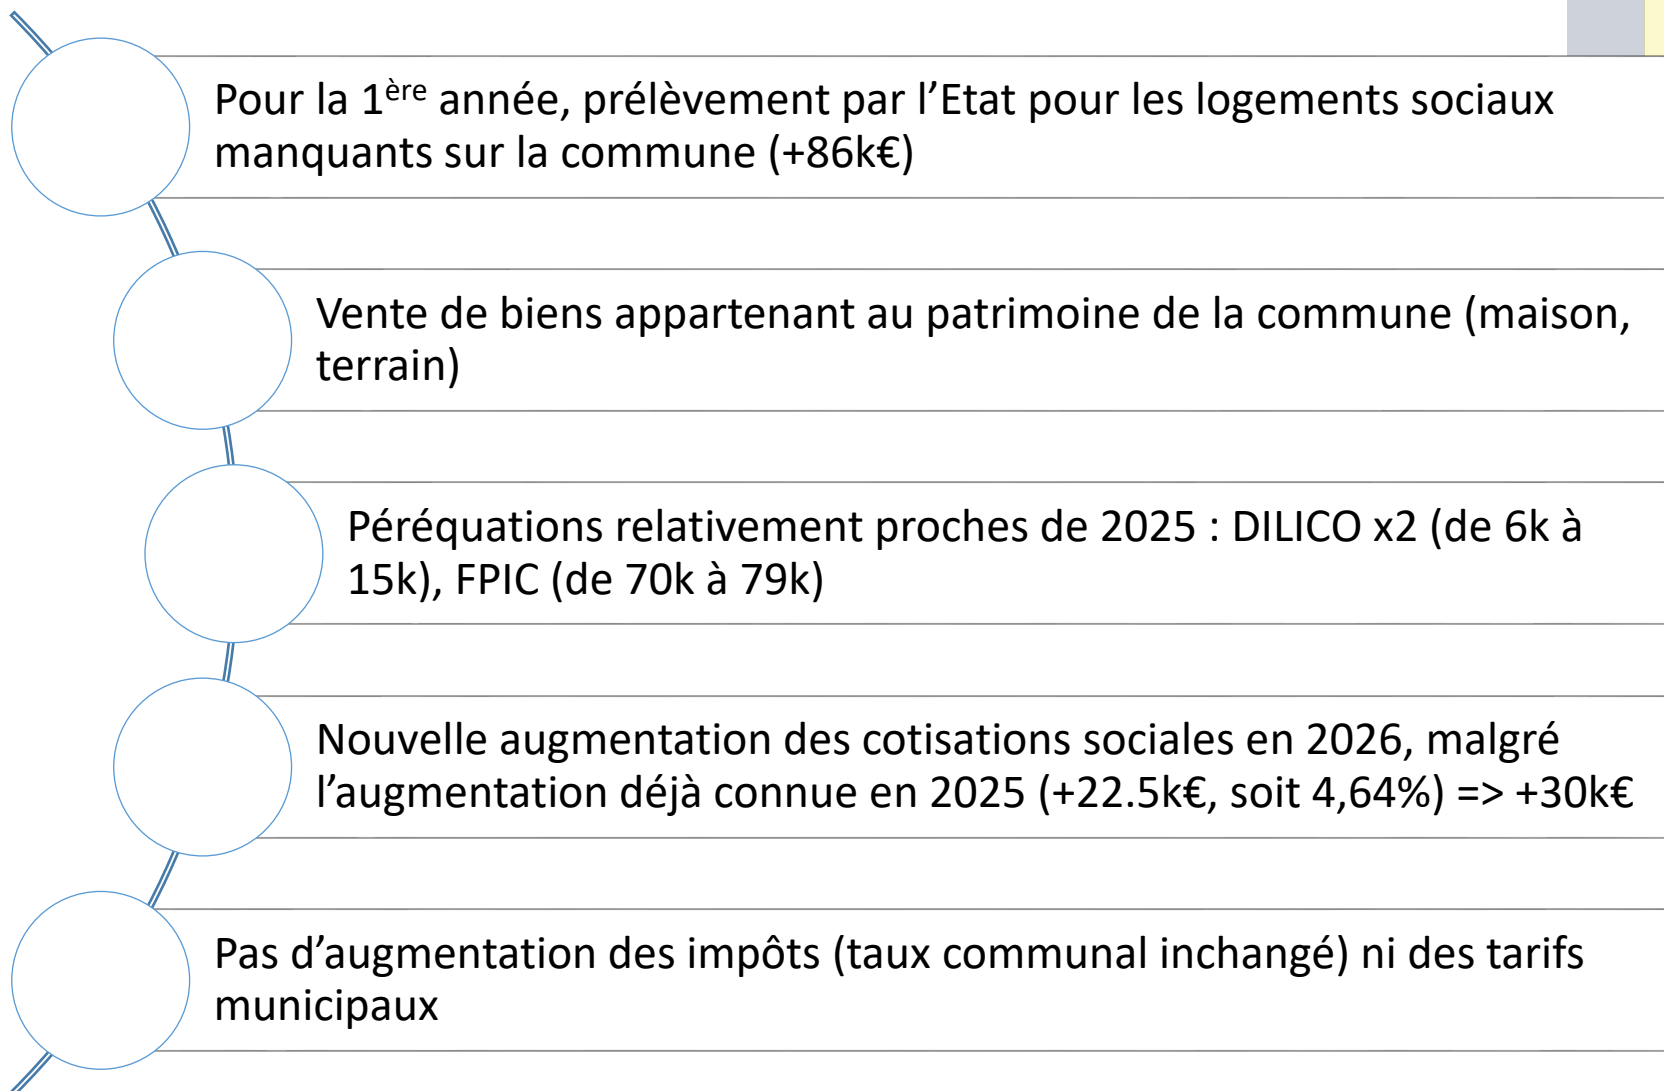 Pour la 1ère année, prélèvement par l’Etat pour les logements sociaux
manquants sur la commune (+86k€)
Vente de biens appartenant au patrimoine de la commune (maison,
terrain)
Péréquations relativement proches de 2025 : DILICO x2 (de 6k à
15k), FPIC (de 70k à 79k)
Nouvelle augmentation des cotisations sociales en 2026, malgré
l’augmentation déjà connue en 2025 (+22.5k€, soit 4,64%) => +30k€
Pas d’augmentation des impôts (taux communal inchangé) ni des tarifs
municipaux